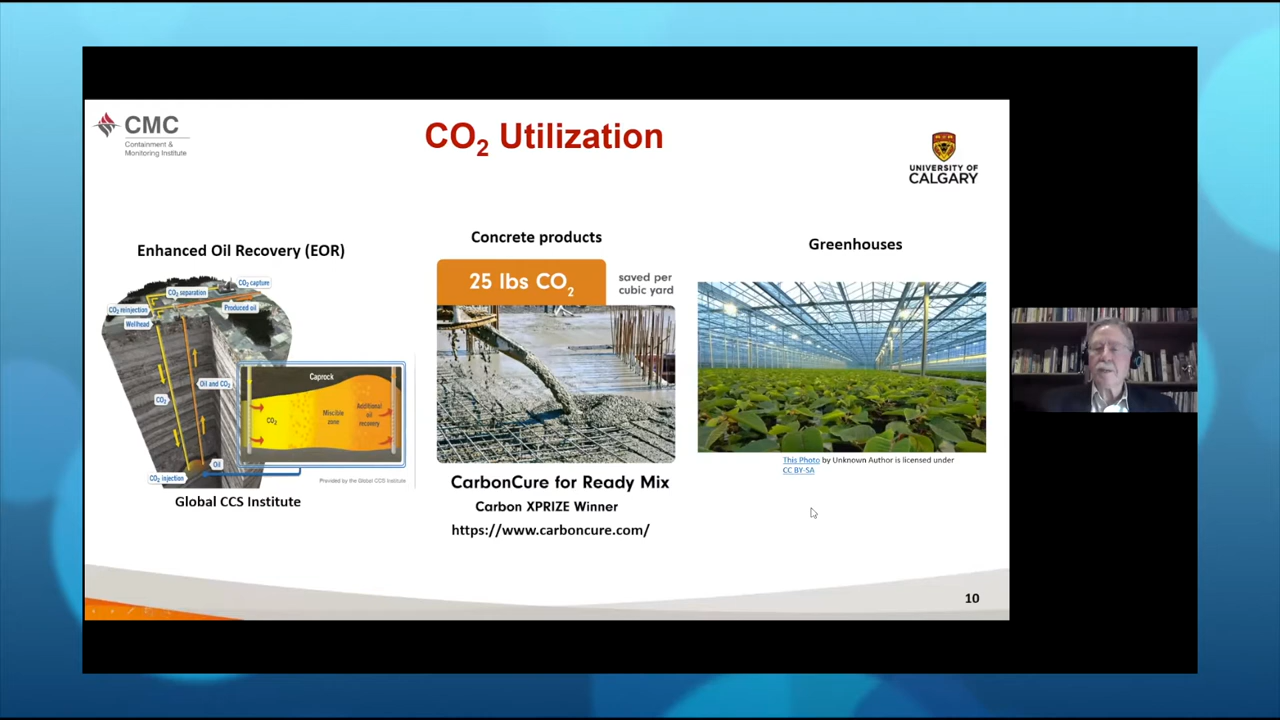 CMC
Containment &
Monitoring Institute
CO2 Utilization
UNIVERSITY OF
CALGARY
Enhanced Oil Recovery (EOR)
CO2 capture
CO2 separation
CO2 reinjection
Produced oil
Wellhead
Oil and CO2
CO2
Oil
CO2 injection
Caprock
CO2
Miscible
zone
Additional
oil
recovery
Provided by the Global CCS Institute
Global CCS Institute
Concrete products
25 lbs CO2
saved per
cubic yard
CarbonCure for Ready Mix
Carbon XPRIZE Winner
https://www.carboncure.com/
Greenhouses
This Photo by Unknown Author is licensed under
CC BY-SA
10